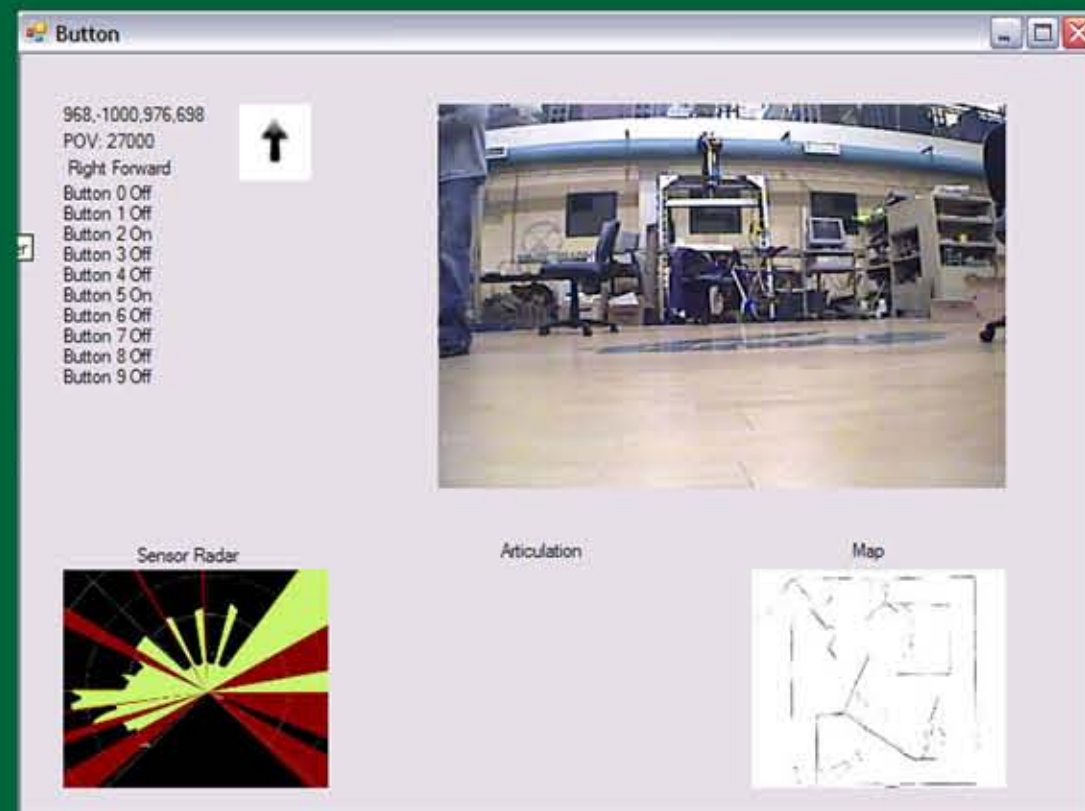 Button
968,-1000,976,698
POV: 27000
Right Forward
Button 0 Off
Button 1 Off
Button 2 On
Button 3 Off
Button 4 Off
Button 5 On
Button 6 Off
Button 7 Off
Button 8 Off
Button 9 Off
er
Sensor Radar
Articulation
Map